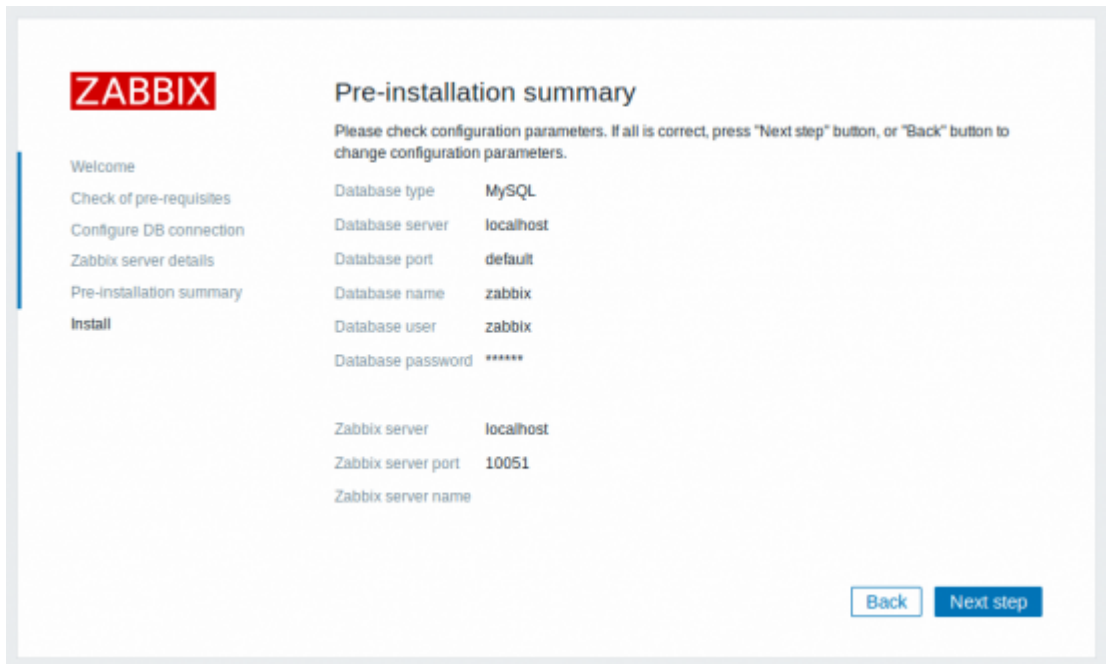 ZABBIX
Welcome
Check of pre-requisites
Configure DB connection
Zabbix server details
Pre-installation summary
Install
Pre-installation summary
Please check configuration parameters. If all is correct, press "Next step" button, or "Back" button to
change configuration parameters.
Database type MySQL
Database server localhost
Database port default
Database name zabbix
Database user zabbix
Database password ******
Zabbix server localhost
Zabbix server port 10051
Zabbix server name
Back Next step